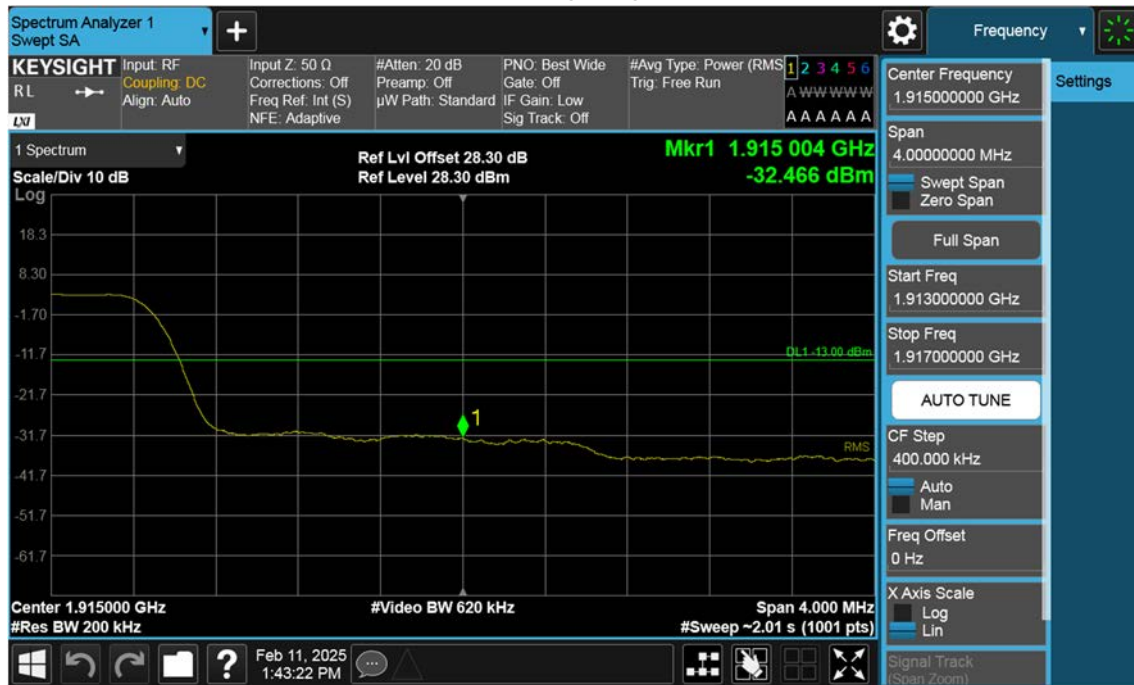 Spectrum Analyzer 1
Swept SA
+
Frequency
KEYSIGHT
RL
LXI
Input: RF
Coupling: DC
Align: Auto
Input Z: 50 Ω
Corrections: Off
Freq Ref: Int (S)
NFE: Adaptive
#Atten: 20 dB
Preamp: Off
µW Path: Standard
PNO: Best Wide
Gate: Off
IF Gain: Low
Sig Track: Off
#Avg Type: Power (RMS
Trig: Free Run
1 2 3 4 5 6
A W W W W W
A A A A A A
1 Spectrum
Scale/Div 10 dB
Log
Ref Lvl Offset 28.30 dB
Ref Level 28.30 dBm
Mkr1 1.915 004 GHz
-32.466 dBm
18.3
8.30
-1.70
-11.7
DL1 -13.00 dBm
-21.7
1
-31.7
RMS
-41.7
-51.7
-61.7
Center 1.915000 GHz
#Res BW 200 kHz
#Video BW 620 kHz
Span 4.000 MHz
#Sweep ~2.01 s (1001 pts)
?
Feb 11, 2025
1:43:22 PM
Center Frequency
1.915000000 GHz
Settings
Span
4.00000000 MHz
Swept Span
Zero Span
Full Span
Start Freq
1.913000000 GHz
Stop Freq
1.917000000 GHz
AUTO TUNE
CF Step
400.000 kHz
Auto
Man
Freq Offset
0 Hz
X Axis Scale
Log
Lin
Signal Track
(Span Zoom)